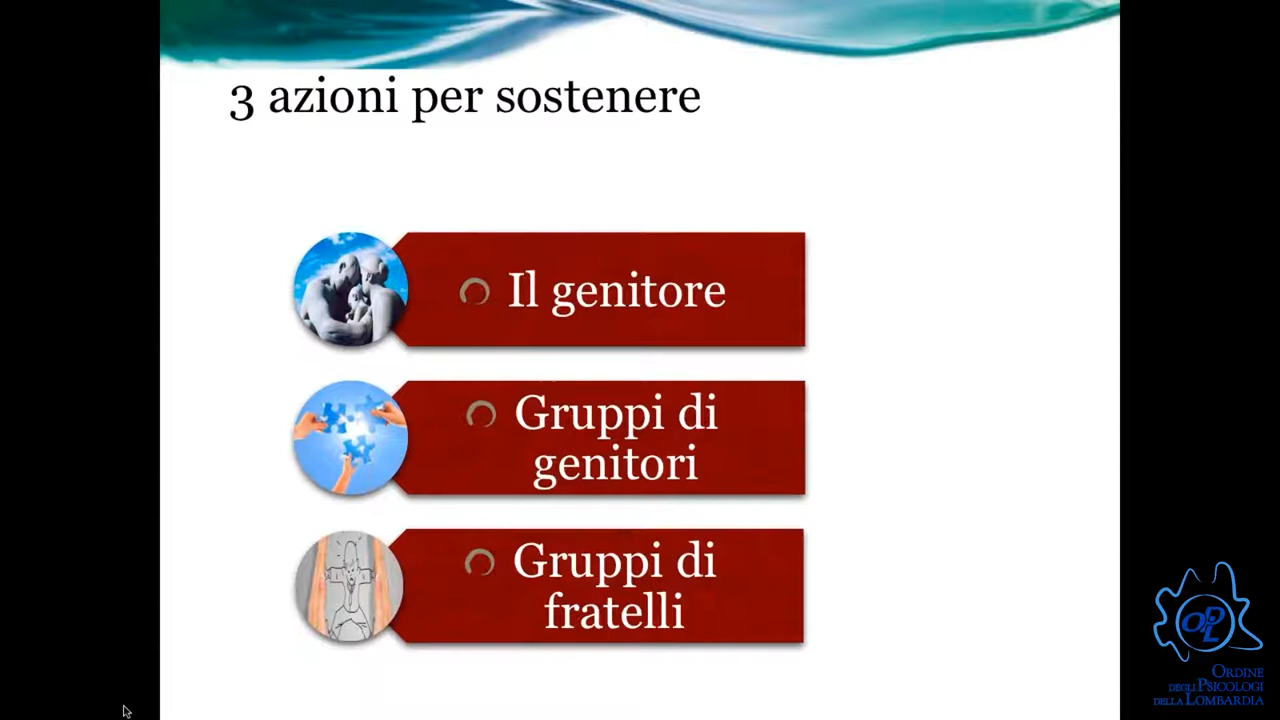 3 azioni per sostenere
Il genitore
Gruppi di
genitori
Gruppi di
fratelli
OPL
ORDINE
DEGLI PSICOLOGI
DELLA LOMBARDIA